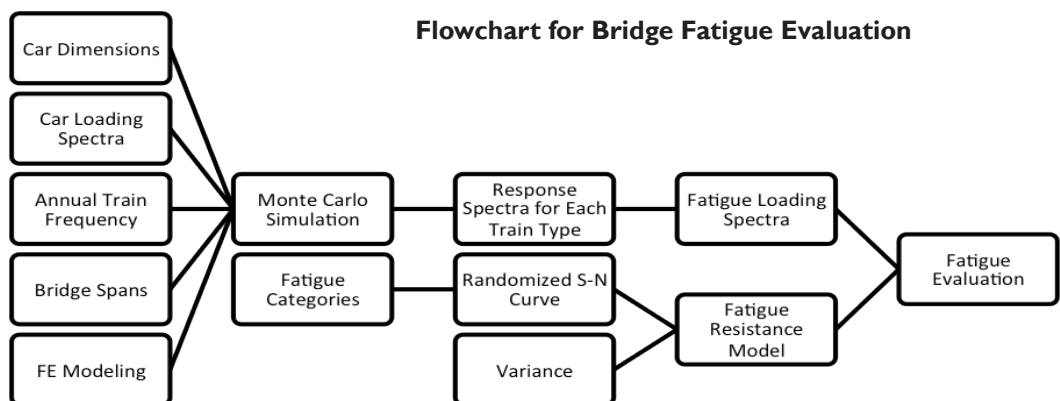 Flowchart for Bridge Fatigue Evaluation
Car Dimensions
Car Loading
Spectra
Annual Train
Frequency
Bridge Spans
FE Modeling
Monte Carlo
Simulation
Fatigue
Categories
Response
Spectra for Each
Train Type
Randomized S-N
Curve
Variance
Fatigue Loading
Spectra
Fatigue
Resistance
Model
Fatigue
Evaluation